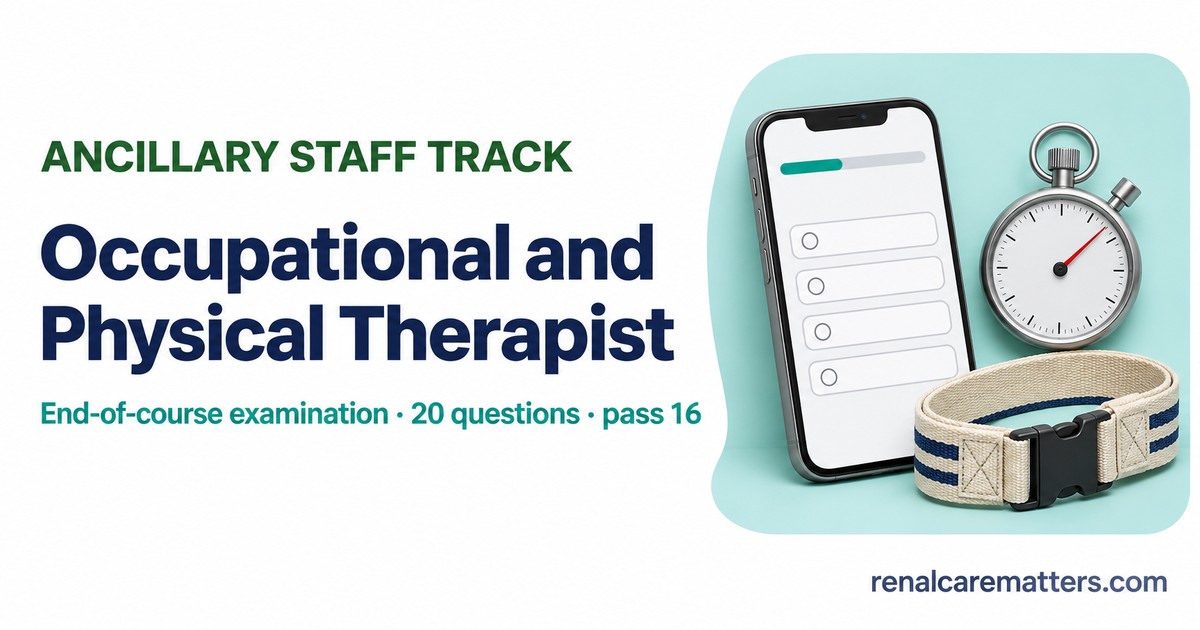 ANCILLARY STAFF TRACK
Occupational and
Physical Therapist
End-of-course examination · 20 questions · pass 16
renalcarematters.com